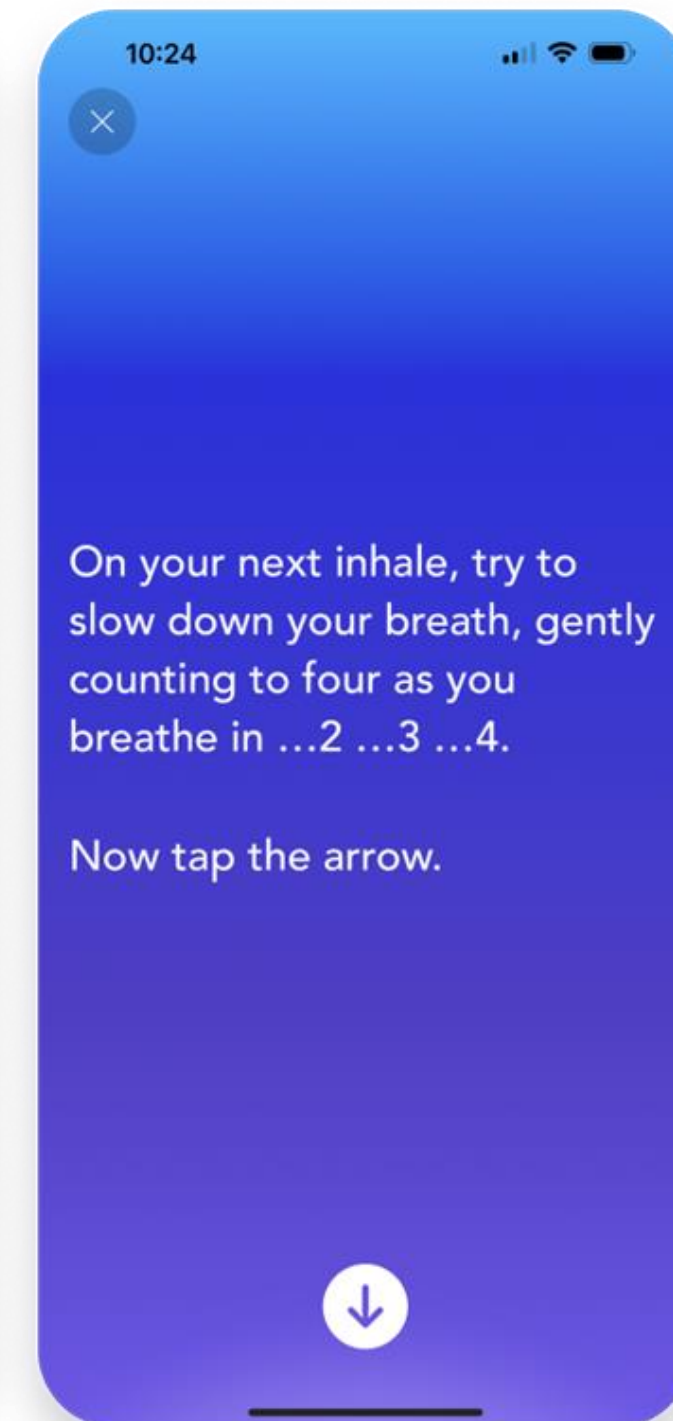 10:24
On your next inhale, try to
slow down your breath, gently
counting to four as you
breathe in ...2 ...3 ...4.
Now tap the arrow.